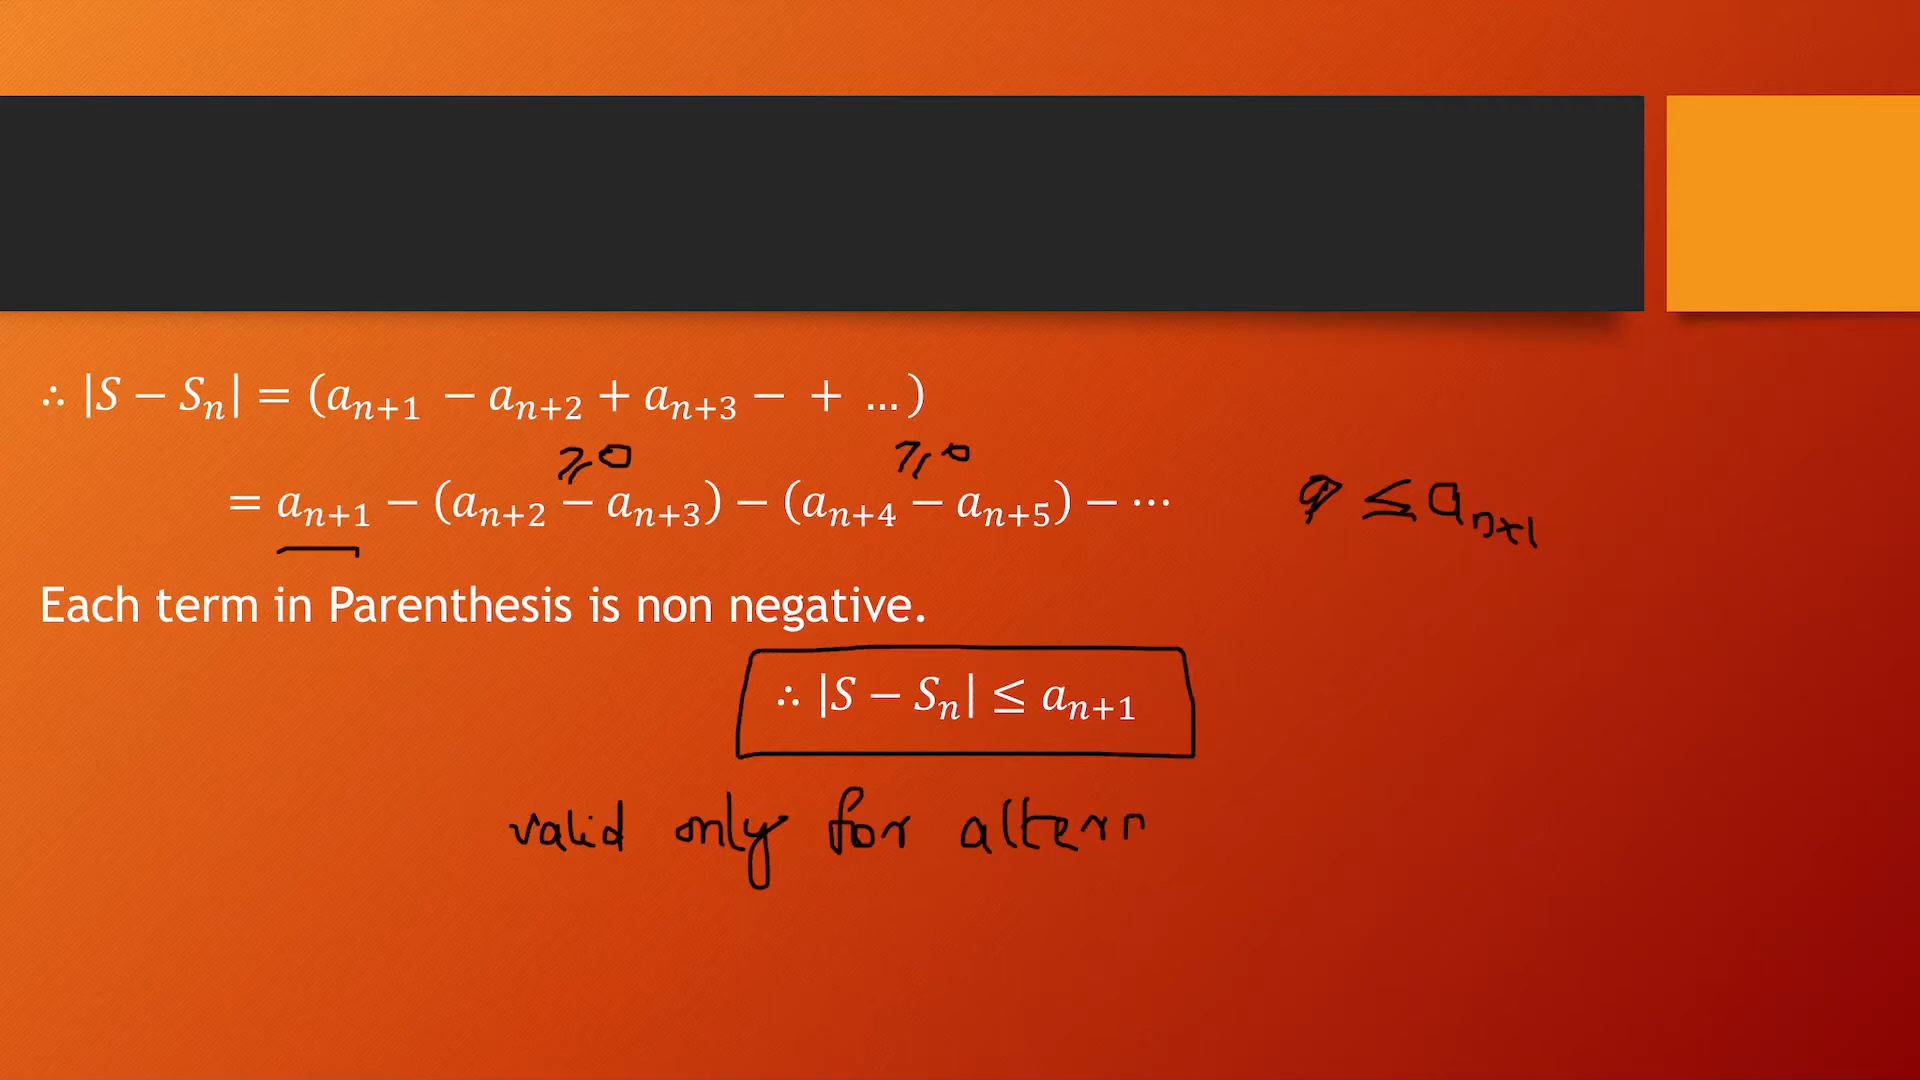 ∴ |S − Sₙ| = (aₙ₊₁ − aₙ₊₂ + aₙ₊₃ − + …)
⩾0 ⩾0
= aₙ₊₁ − (aₙ₊₂ − aₙ₊₃) − (aₙ₊₄ − aₙ₊₅) − ⋯ ≤ aₙ₊₁
Each term in Parenthesis is non negative.
∴ |S − Sₙ| ≤ aₙ₊₁
valid only for altern